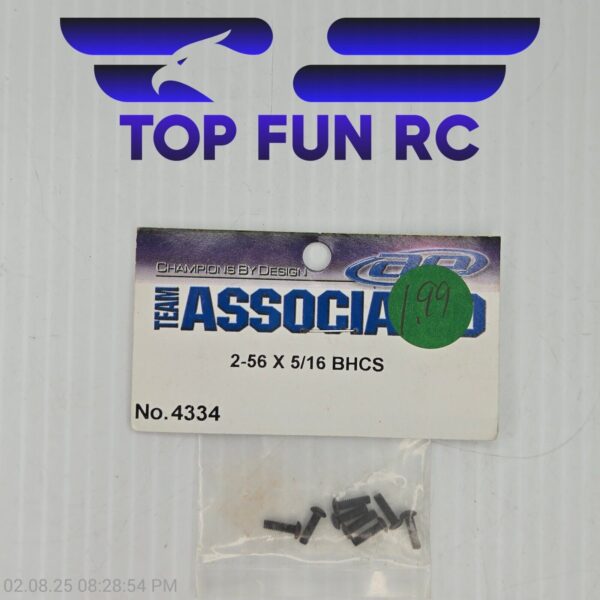 TOP FUN RC
CHAMPIONS BY DESIGN
TEAM
ASSOCIA
D
1.99
2-56 X 5/16 BHCS
No.4334
02.08.25 08:28:54 PM